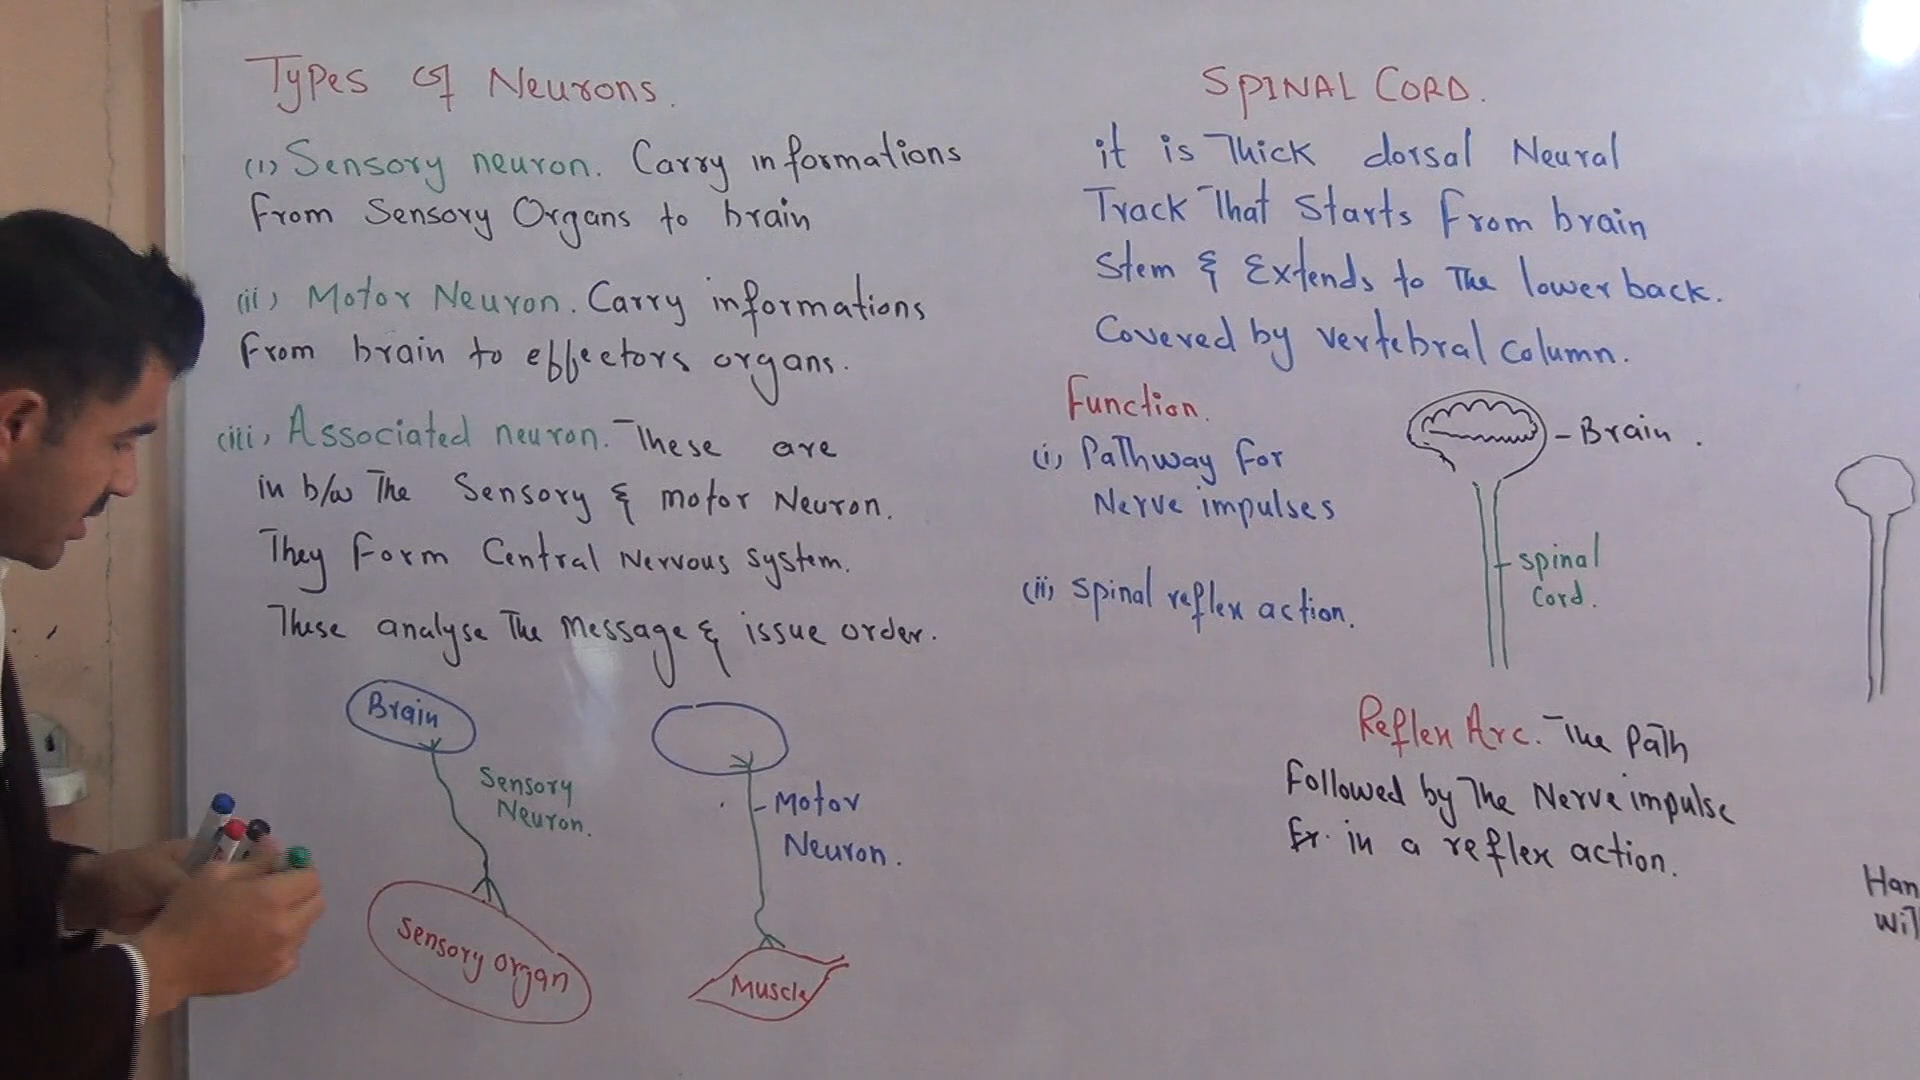 Types of Neurons.
(i) Sensory neuron. Carry informations
from Sensory Organs to brain
(ii) Motor Neuron. Carry informations
from brain to effectors organs.
(iii) Associated neuron. These are
in b/w The Sensory & motor Neuron.
They Form Central Nervous system.
These analyse The Message & issue order.
Brain
Sensory
Neuron.
Sensory organ
Motor
Neuron.
Muscle
SPINAL CORD.
it is Thick dorsal Neural
Track That Starts from brain
Stem & Extends to The lower back.
Covered by vertebral column.
Function.
(i) Pathway for
Nerve impulses
(ii) Spinal reflex action.
Brain.
Spinal
Cord.
Reflex Arc. The Path
Followed by The Nerve impulse
in a reflex action.
Han
Wil